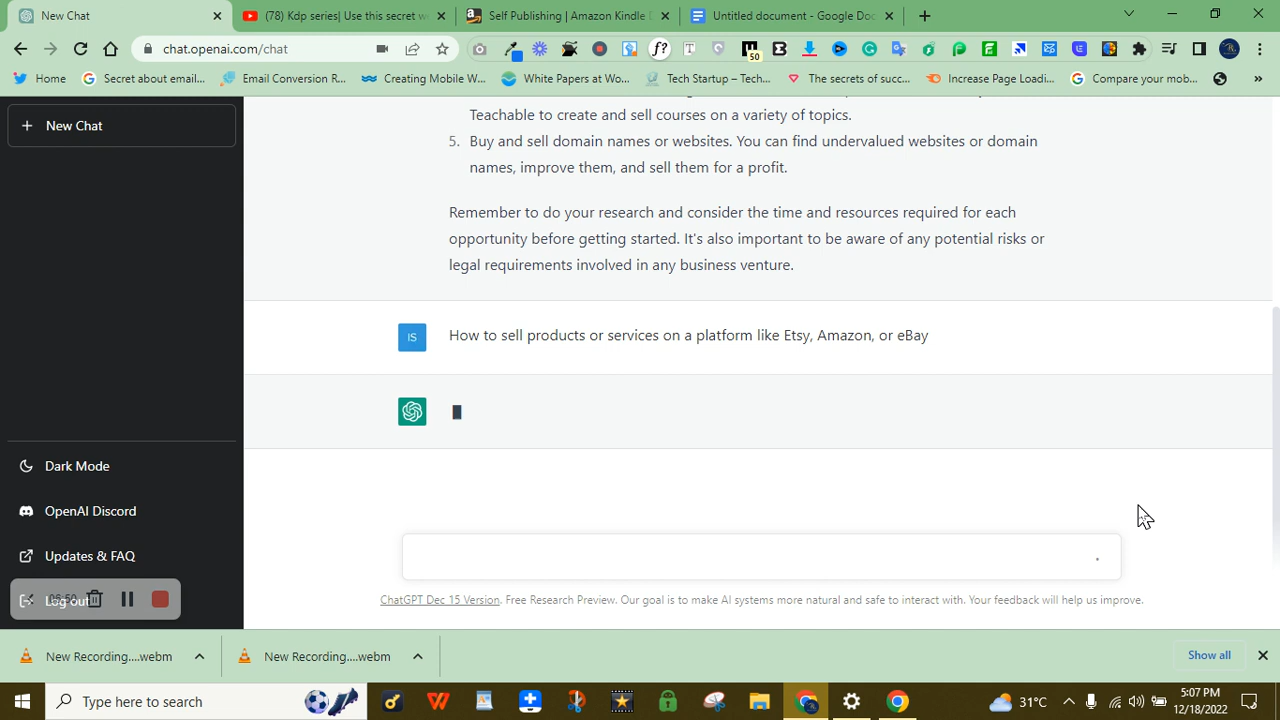 New Chat
(78) Kdp series| Use this secret w
Self Publishing | Amazon Kindle D
Untitled document - Google Doc
chat.openai.com/chat
50
Home
Secret about email...
Email Conversion R...
Creating Mobile W...
White Papers at Wo...
Tech Startup – Tech...
The secrets of succ...
Increase Page Loadi...
Compare your mob...
New Chat
Teachable to create and sell courses on a variety of topics.
5. Buy and sell domain names or websites. You can find undervalued websites or domain
names, improve them, and sell them for a profit.
Remember to do your research and consider the time and resources required for each
opportunity before getting started. It's also important to be aware of any potential risks or
legal requirements involved in any business venture.
IS
How to sell products or services on a platform like Etsy, Amazon, or eBay
Dark Mode
OpenAI Discord
Updates & FAQ
Log out
ChatGPT Dec 15 Version. Free Research Preview. Our goal is to make AI systems more natural and safe to interact with. Your feedback will help us improve.
New Recording....webm
New Recording....webm
Show all
Type here to search
31°C
5:07 PM
12/18/2022